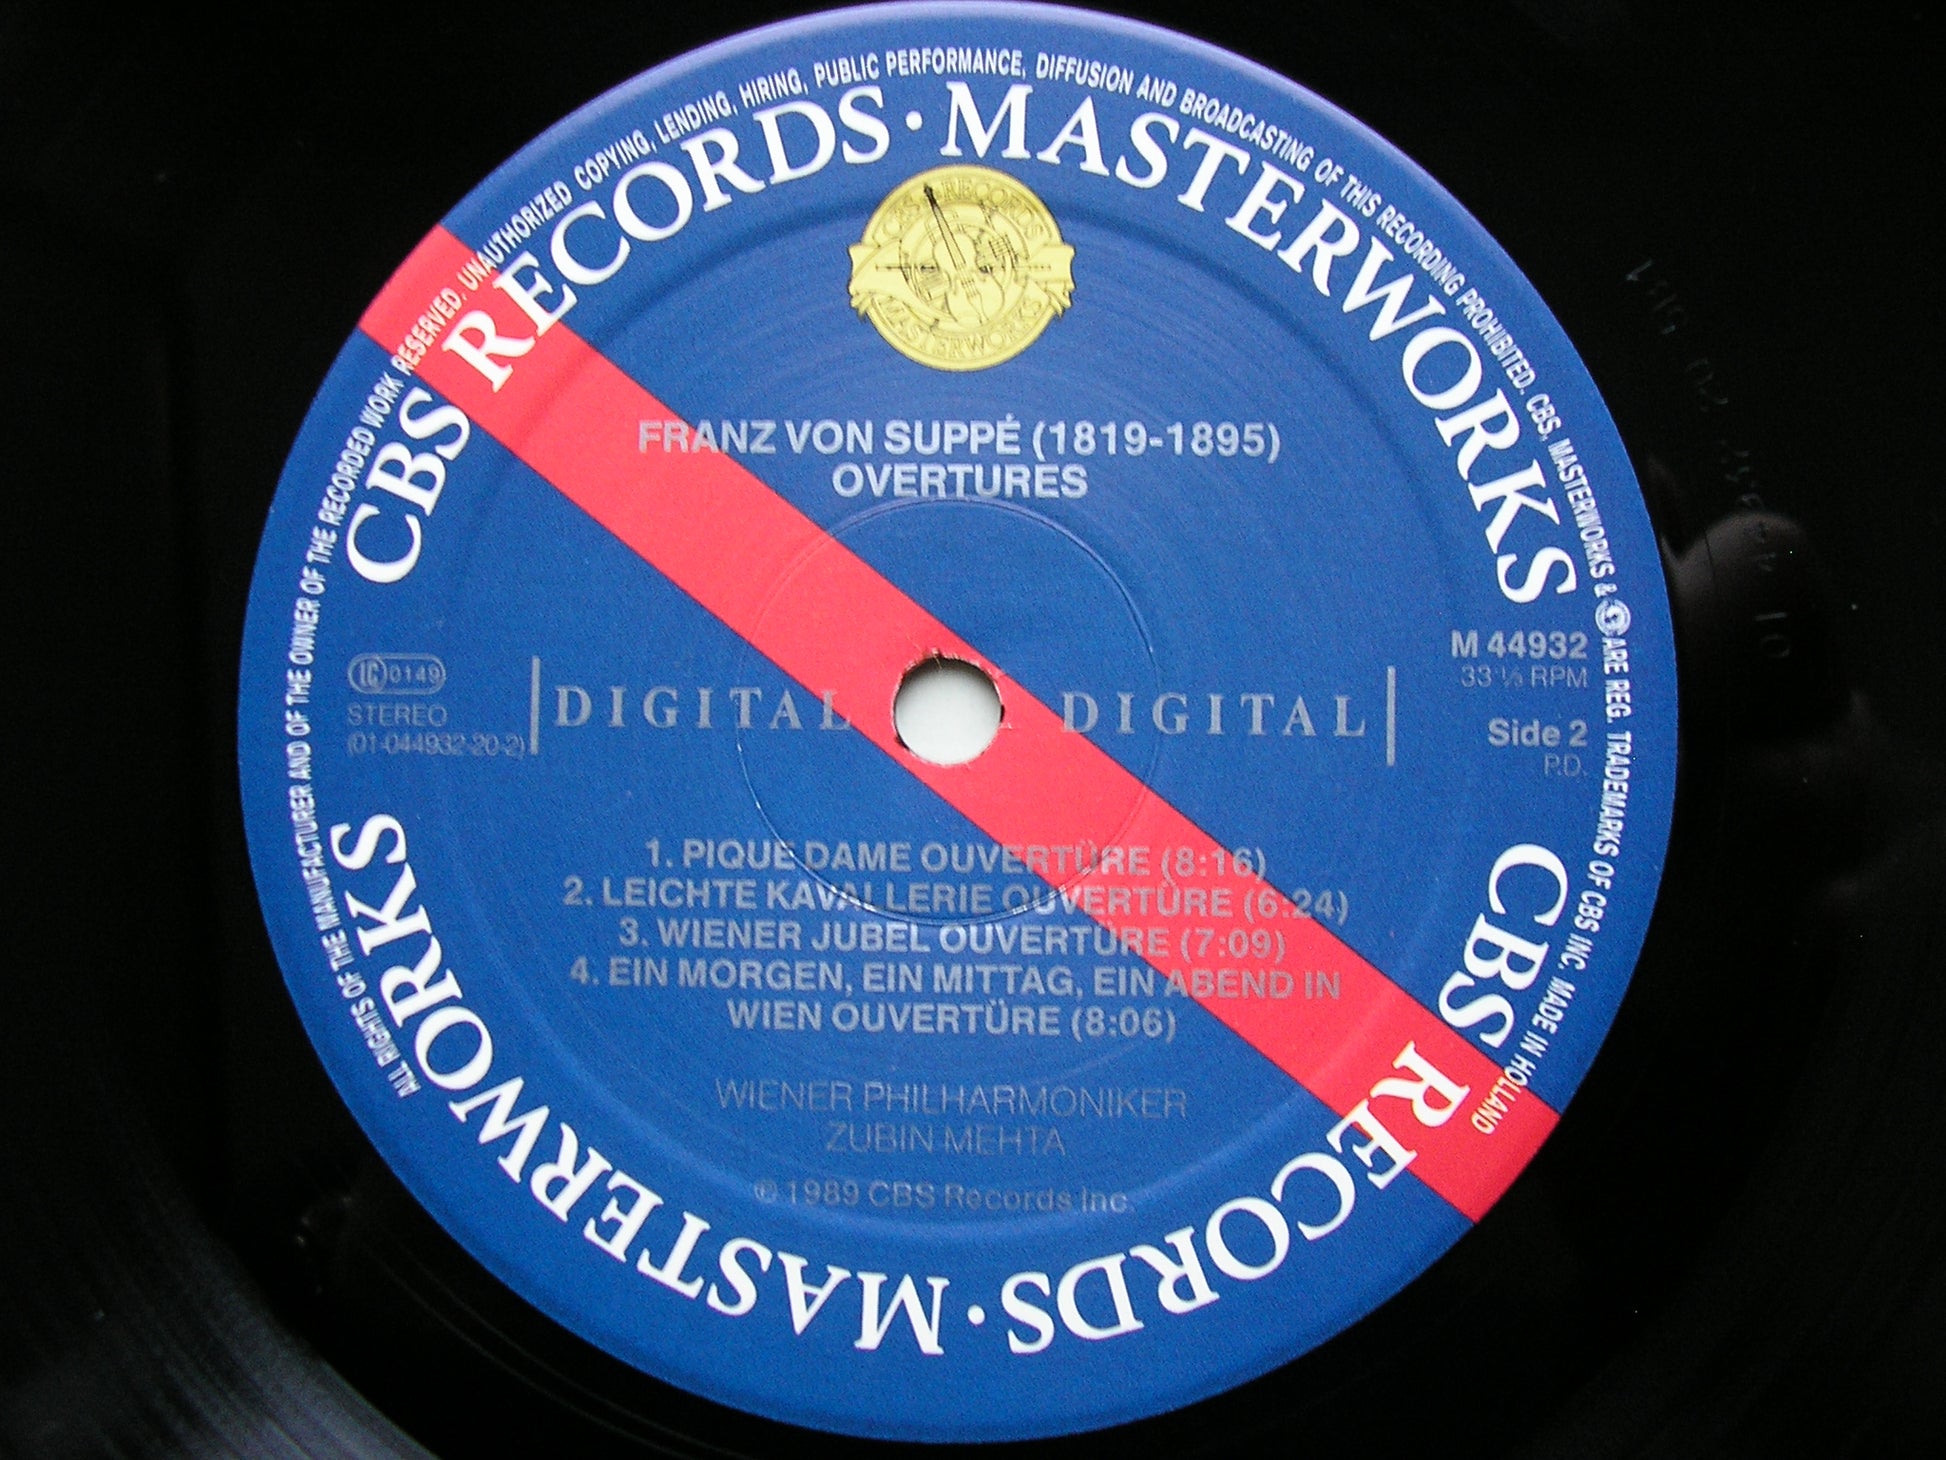 ALL RIGHTS OF THE MANUFACTURER AND OF THE OWNER OF THE RECORDED WORK RESERVED. UNAUTHORIZED COPYING, LENDING, HIRING, PUBLIC PERFORMANCE, DIFFUSION AND BROADCASTING OF THIS RECORDING PROHIBITED. CBS, MASTERWORKS & ARE REG. TRADEMARKS OF CBS INC. MADE IN HOLLAND
CBS RECORDS · MASTERWORKS
CBS RECORDS
MASTERWORKS
FRANZ VON SUPPÉ (1819-1895)
OVERTURES
M 44932
33 ⅓ RPM
Side 2
P.D.
IC 0149
STEREO
(01-044932-20-2)
DIGITAL DIGITAL
1. PIQUE DAME OUVERTÜRE (8:16)
2. LEICHTE KAVALLERIE OUVERTÜRE (6:24)
3. WIENER JUBEL OUVERTÜRE (7:09)
4. EIN MORGEN, EIN MITTAG, EIN ABEND IN
WIEN OUVERTÜRE (8:06)
WIENER PHILHARMONIKER
ZUBIN MEHTA
℗ 1989 CBS Records Inc.
CBS RECORDS · MASTERWORKS